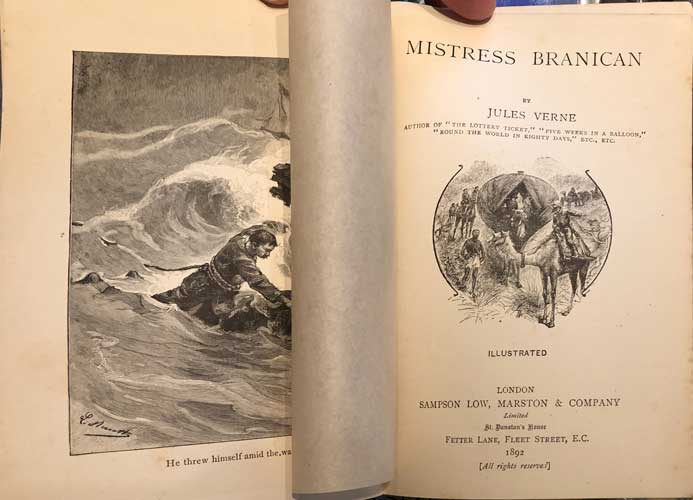 He threw himself amid the
MISTRESS BRANICAN
BY
JULES VERNE
AUTHOR OF "THE LOTTERY TICKET," "FIVE WEEKS IN A BALLOON,"
"ROUND THE WORLD IN EIGHTY DAYS," ETC., ETC.
ILLUSTRATED
LONDON
SAMPSON LOW, MARSTON & COMPANY
Limited
St. Dunstan's House
FETTER LANE, FLEET STREET, E.C.
1892
[All rights reserved]